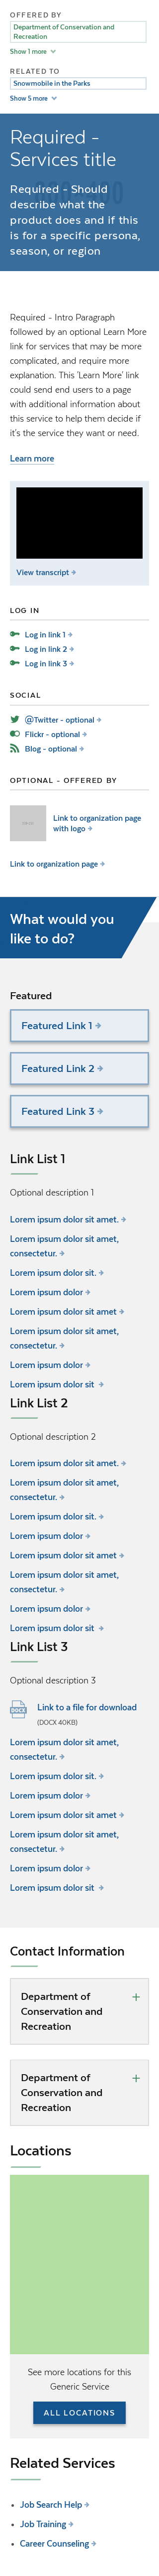 OFFERED BY
Department of Conservation and
Recreation
Show 1 more
RELATED TO
Snowmobile in the Parks
Show 5 more
Required -
Services title
Required - Should
describe what the
product does and if this
is for a specific persona,
season, or region
Required - Intro Paragraph
followed by an optional Learn More
link for services that may be more
complicated, and require more
explanation. This 'Learn More' link
could send end users to a page
with additional information about
this service to help them decide if
it's the service they want or need.
Learn more
View transcript
LOG IN
Log in link 1
Log in link 2
Log in link 3
SOCIAL
@Twitter - optional
Flickr - optional
Blog - optional
OPTIONAL - OFFERED BY
Link to organization page
with logo
Link to organization page
What would you
like to do?
Featured
Featured Link 1
Featured Link 2
Featured Link 3
Link List 1
Optional description 1
Lorem ipsum dolor sit amet.
Lorem ipsum dolor sit amet,
consectetur.
Lorem ipsum dolor sit.
Lorem ipsum dolor
Lorem ipsum dolor sit amet
Lorem ipsum dolor sit amet,
consectetur.
Lorem ipsum dolor
Lorem ipsum dolor sit
Link List 2
Optional description 2
Lorem ipsum dolor sit amet.
Lorem ipsum dolor sit amet,
consectetur.
Lorem ipsum dolor sit.
Lorem ipsum dolor
Lorem ipsum dolor sit amet
Lorem ipsum dolor sit amet,
consectetur.
Lorem ipsum dolor
Lorem ipsum dolor sit
Link List 3
Optional description 3
DOCX
Link to a file for download
(DOCX 40KB)
Lorem ipsum dolor sit amet,
consectetur.
Lorem ipsum dolor sit.
Lorem ipsum dolor
Lorem ipsum dolor sit amet
Lorem ipsum dolor sit amet,
consectetur.
Lorem ipsum dolor
Lorem ipsum dolor sit
Contact Information
Department of
Conservation and
Recreation
Department of
Conservation and
Recreation
Locations
See more locations for this
Generic Service
ALL LOCATIONS
Related Services
Job Search Help
Job Training
Career Counseling